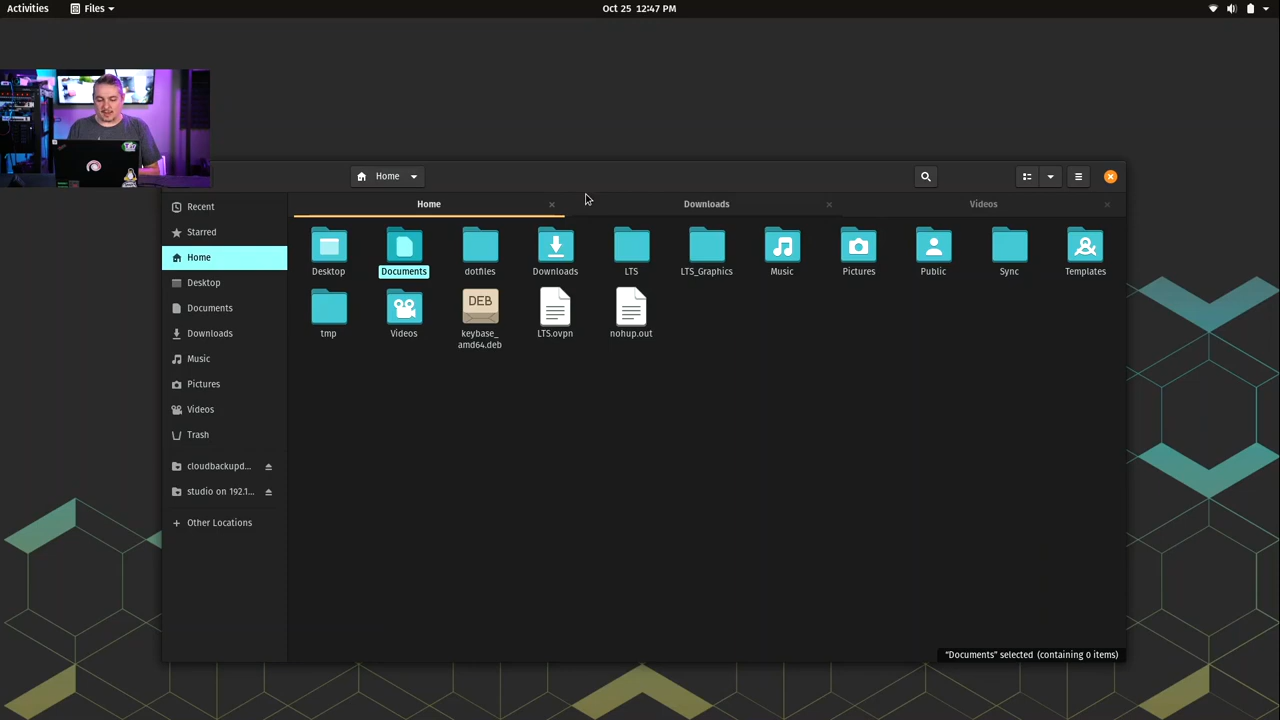 Activities
Files
Oct 25 12:47 PM
Home
Home
Downloads
Videos
Recent
Starred
Home
Desktop
Documents
Downloads
Music
Pictures
Videos
Trash
cloudbackupd...
studio on 192.1...
Other Locations
Desktop
Documents
dotfiles
Downloads
LTS
LTS_Graphics
Music
Pictures
Public
Sync
Templates
tmp
Videos
DEB
keybase_
amd64.deb
LTS.ovpn
nohup.out
"Documents" selected (containing 0 items)